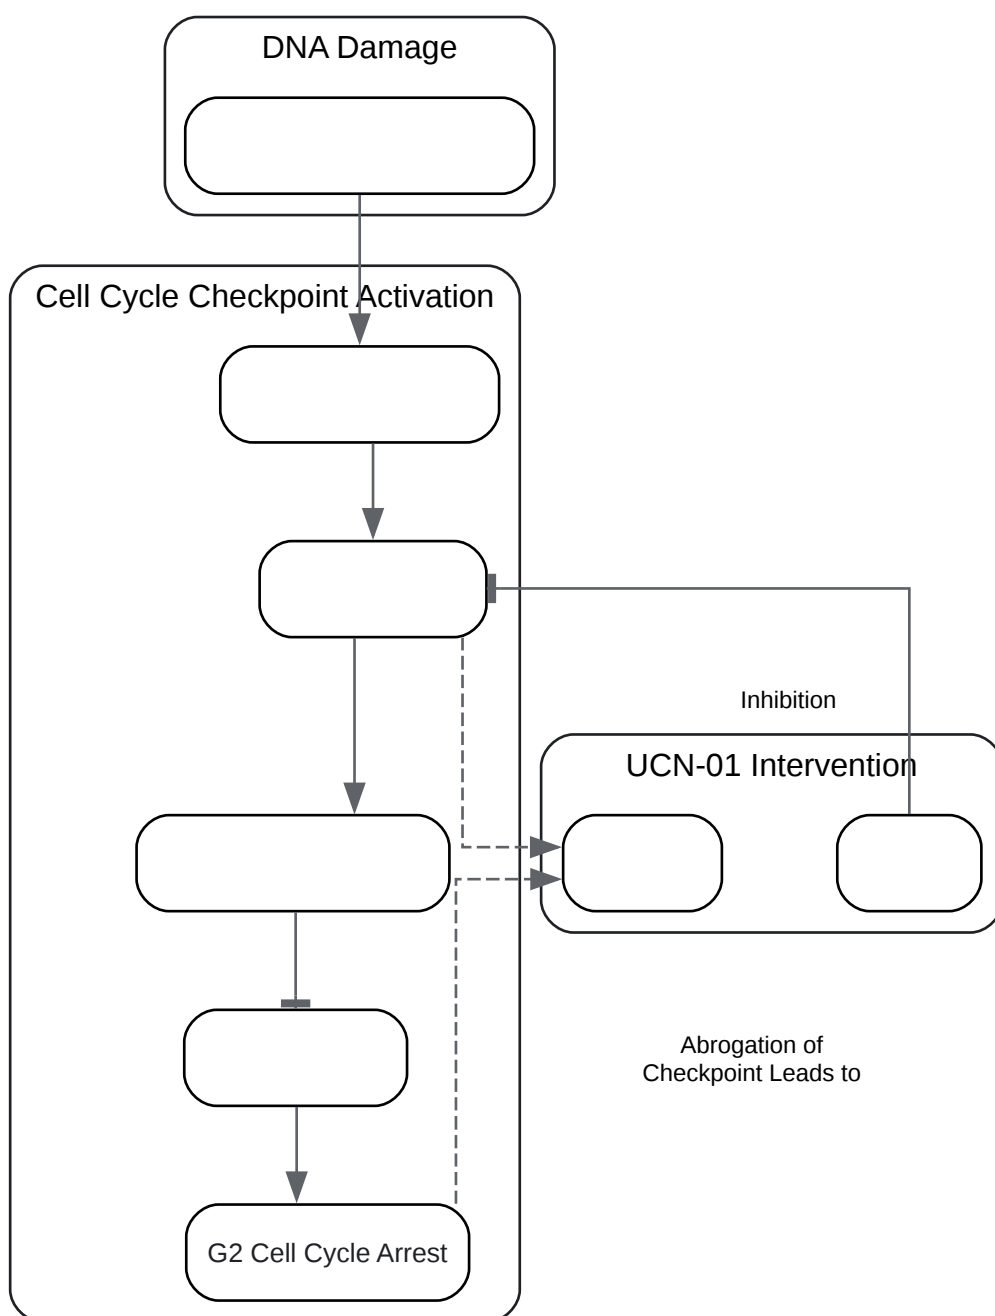 DNA Damage
Cell Cycle Checkpoint Activation
Inhibition
UCN-01 Intervention
Abrogation of
Checkpoint Leads to
G2 Cell Cycle Arrest